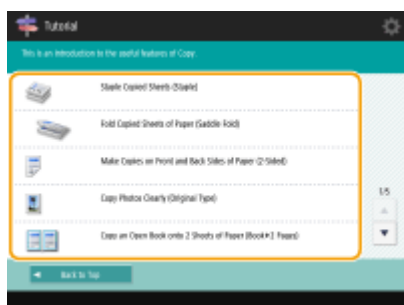 Tutorial
This is an introduction to the useful features of Copy.
Staple Copied Sheets (Staple)
Fold Copied Sheets of Paper (Saddle Fold)
Make Copies on Front and Back Sides of Paper (2-Sided)
Copy Photos Clearly (Original Type)
Copy an Open Book onto 2 Sheets of Paper (Book►2 Pages)
1/5
Back to Top